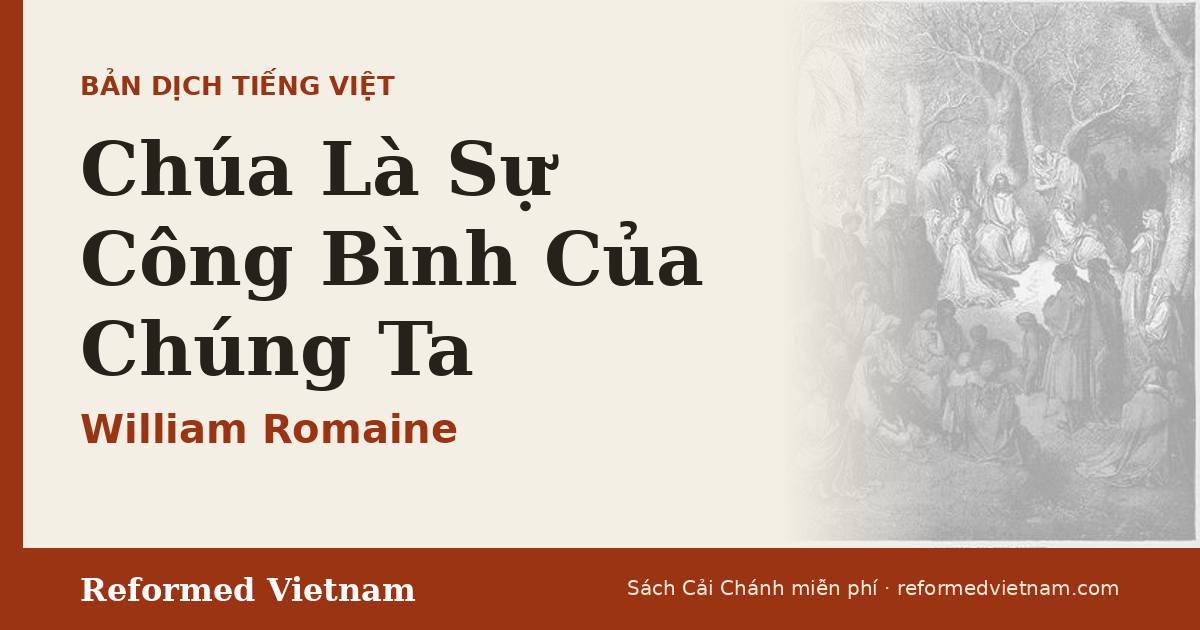 BẢN DỊCH TIẾNG VIỆT
Chúa Là Sự
Công Bình Của
Chúng Ta
William Romaine
Reformed Vietnam
Sách Cải Chánh miễn phí · reformedvietnam.com